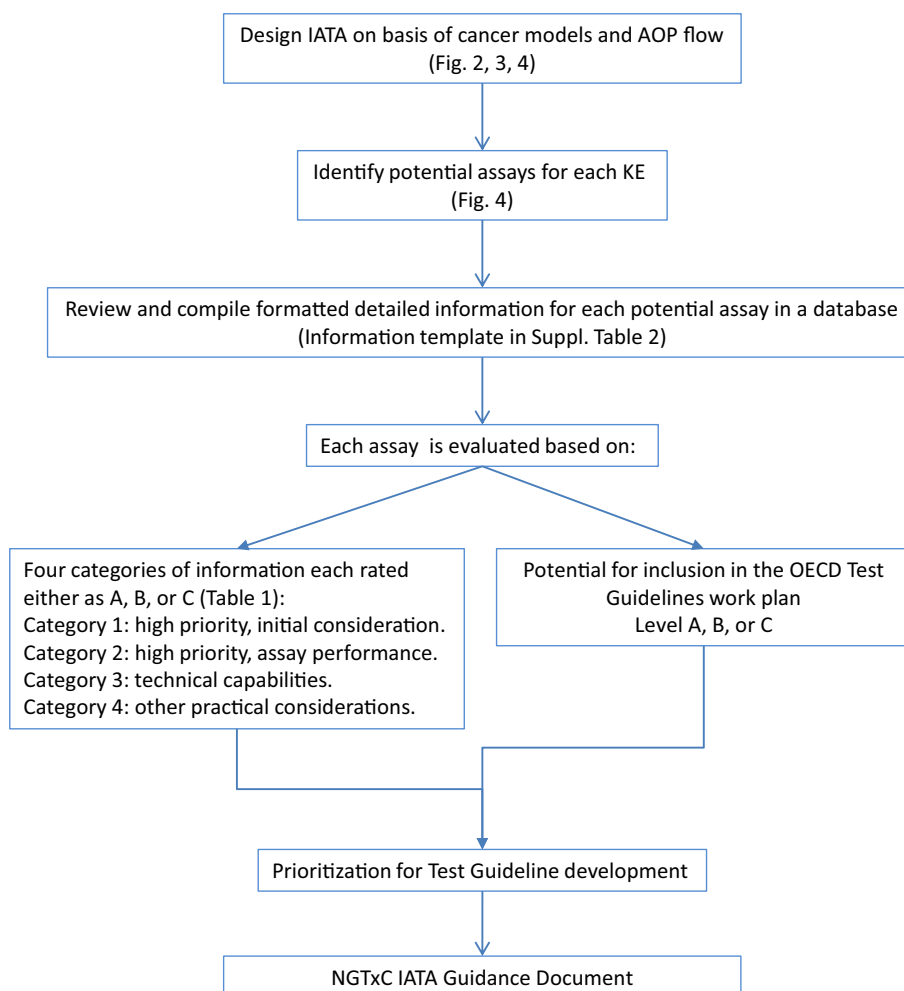 Design IATA on basis of cancer models and AOP flow
(Fig. 2, 3, 4)
Identify potential assays for each KE
(Fig. 4)
Review and compile formatted detailed information for each potential assay in a database
(Information template in Suppl. Table 2)
Each assay is evaluated based on:
Four categories of information each rated
either as A, B, or C (Table 1):
Category 1: high priority, initial consideration.
Category 2: high priority, assay performance.
Category 3: technical capabilities.
Category 4: other practical considerations.
Potential for inclusion in the OECD Test
Guidelines work plan
Level A, B, or C
Prioritization for Test Guideline development
NGTxC IATA Guidance Document